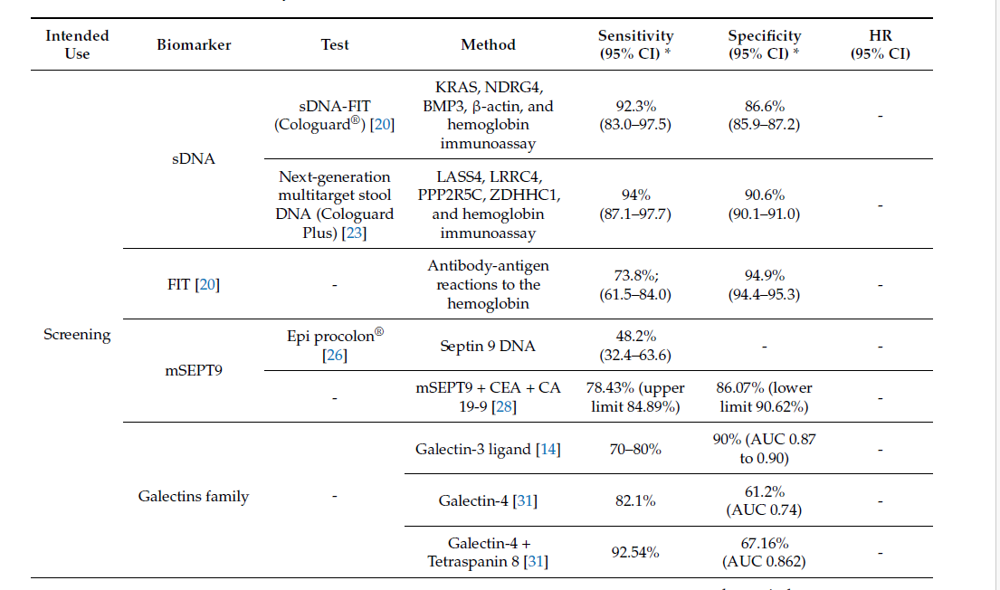 Intended Use
Biomarker
Test
Method
Sensitivity (95% CI) *
Specificity (95% CI) *
HR (95% CI)
Screening
sDNA
sDNA-FIT
(Cologuard®) [20]
KRAS, NDRG4,
BMP3, β-actin, and
hemoglobin
immunoassay
92.3%
(83.0–97.5)
86.6%
(85.9–87.2)
-
Next-generation
multitarget stool
DNA (Cologuard
Plus) [23]
LASS4, LRRC4,
PPP2R5C, ZDHHC1,
and hemoglobin
immunoassay
94%
(87.1–97.7)
90.6%
(90.1–91.0)
-
FIT [20]
-
Antibody-antigen
reactions to the
hemoglobin
73.8%;
(61.5–84.0)
94.9%
(94.4–95.3)
-
mSEPT9
Epi procolon®
[26]
Septin 9 DNA
48.2%
(32.4–63.6)
-
-
-
mSEPT9 + CEA + CA
19-9 [28]
78.43% (upper
limit 84.89%)
86.07% (lower
limit 90.62%)
-
Galectins family
-
Galectin-3 ligand [14]
70–80%
90% (AUC 0.87
to 0.90)
-
Galectin-4 [31]
82.1%
61.2%
(AUC 0.74)
-
Galectin-4 +
Tetraspanin 8 [31]
92.54%
67.16%
(AUC 0.862)
-